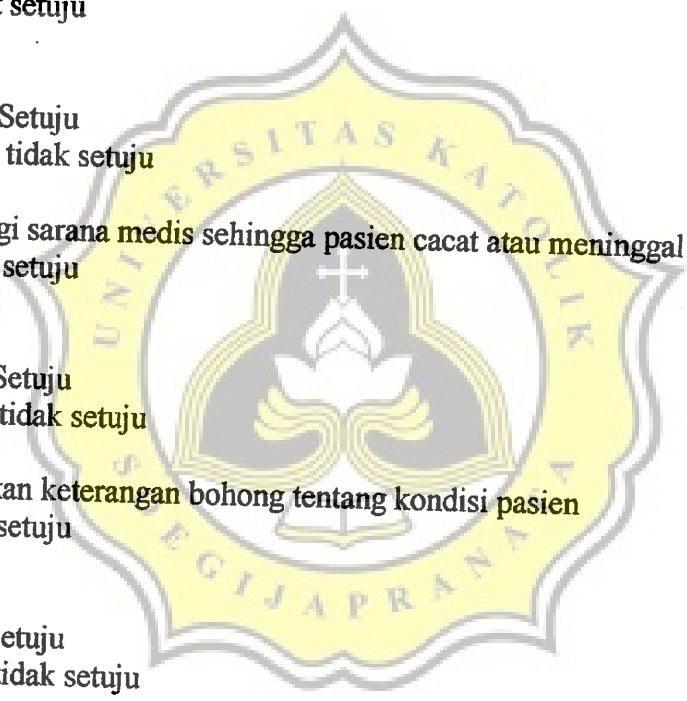 setuju
Setuju
tidak setuju
gi sarana medis sehingga pasien cacat atau meninggal
setuju
Setuju
tidak setuju
kan keterangan bohong tentang kondisi pasien
setuju
etuju
tidak setuju
UNIVERSITAS KATOLIK
SOEGIJAPRANATA